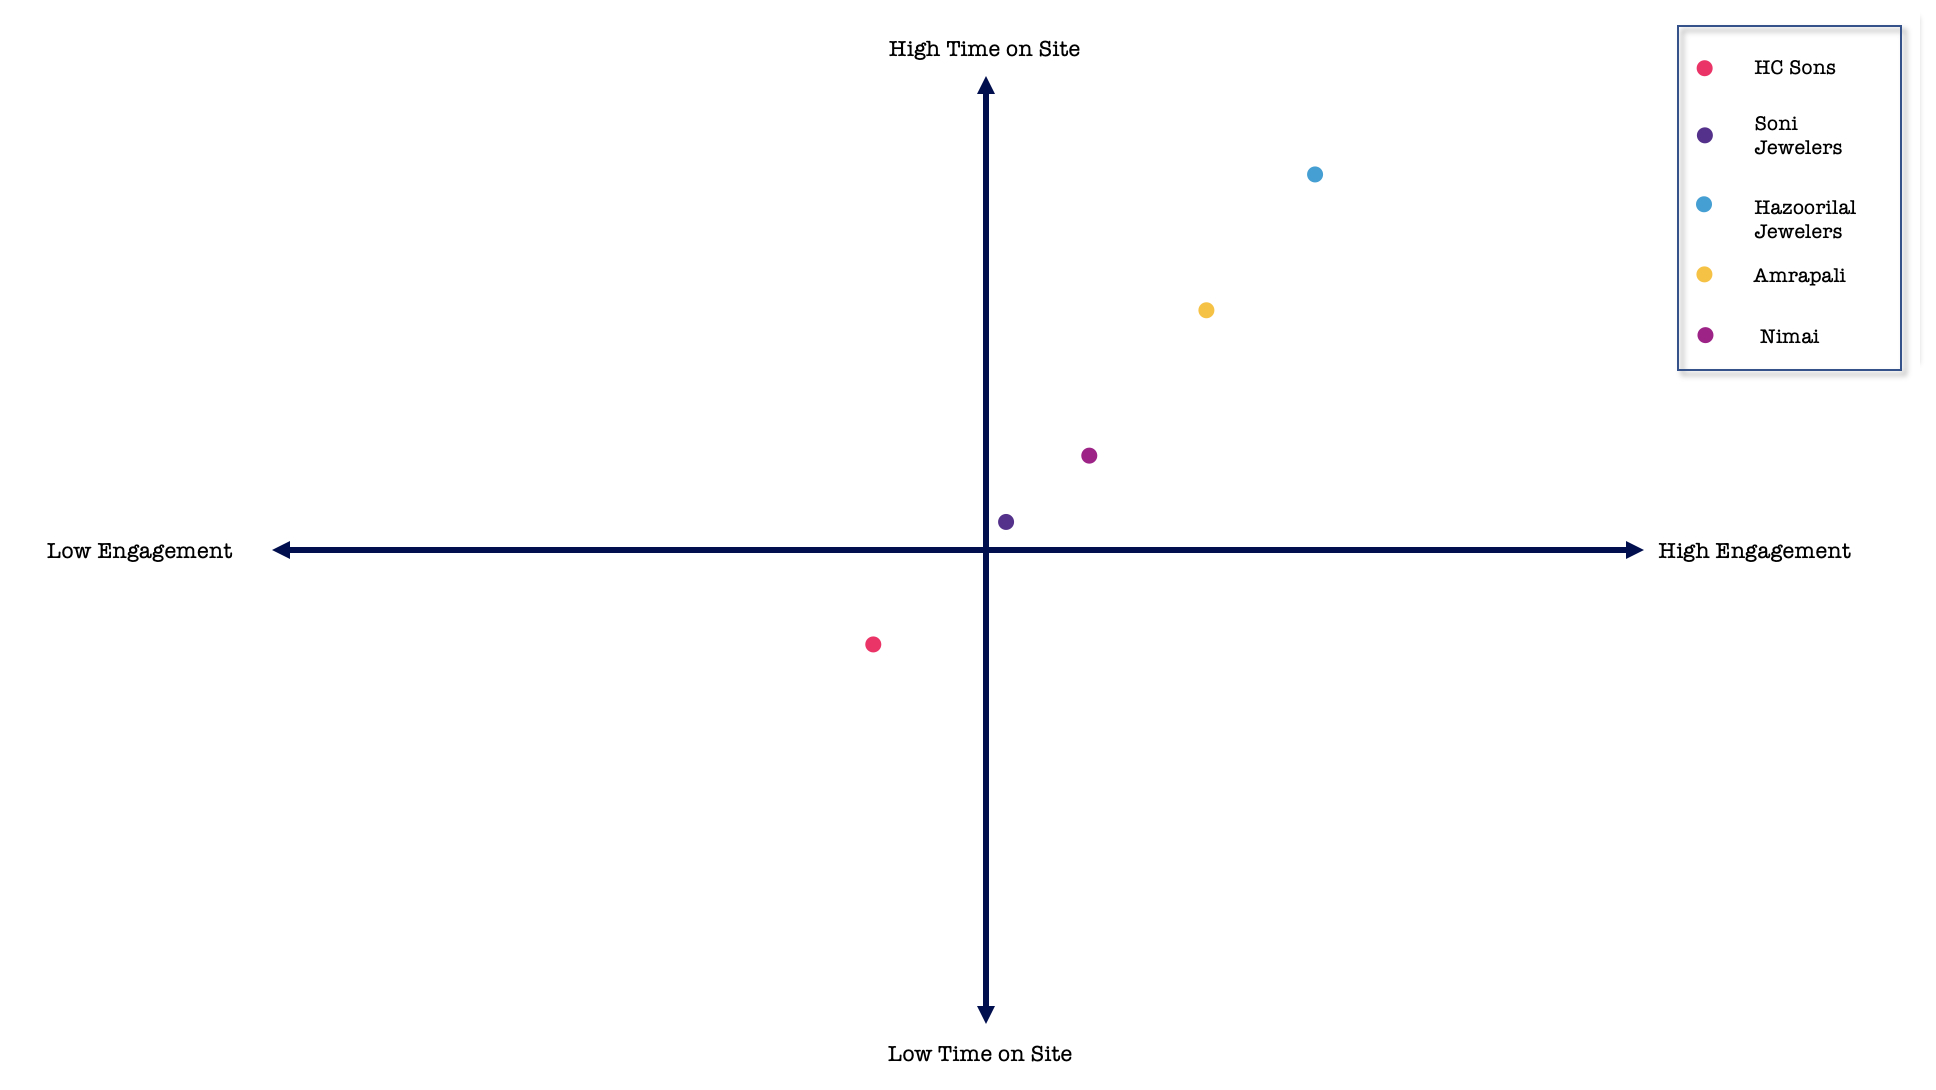 High Time on Site
HC Sons
Soni
Jewelers
Hazoorilal
Jewelers
Amrapali
Nimai
Low Engagement
High Engagement
Low Time on Site